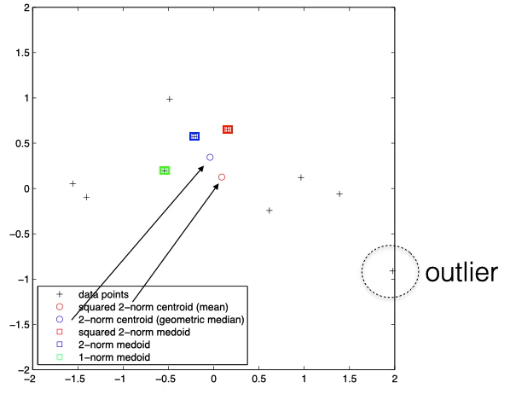 2
1.5
1
0.5
0
−0.5
−1
−1.5
−2
outlier
data points
squared 2−norm centroid (mean)
2−norm centroid (geometric median)
squared 2−norm medoid
2−norm medoid
1−norm medoid
−2 −1.5 −1 −0.5 0 0.5 1 1.5 2